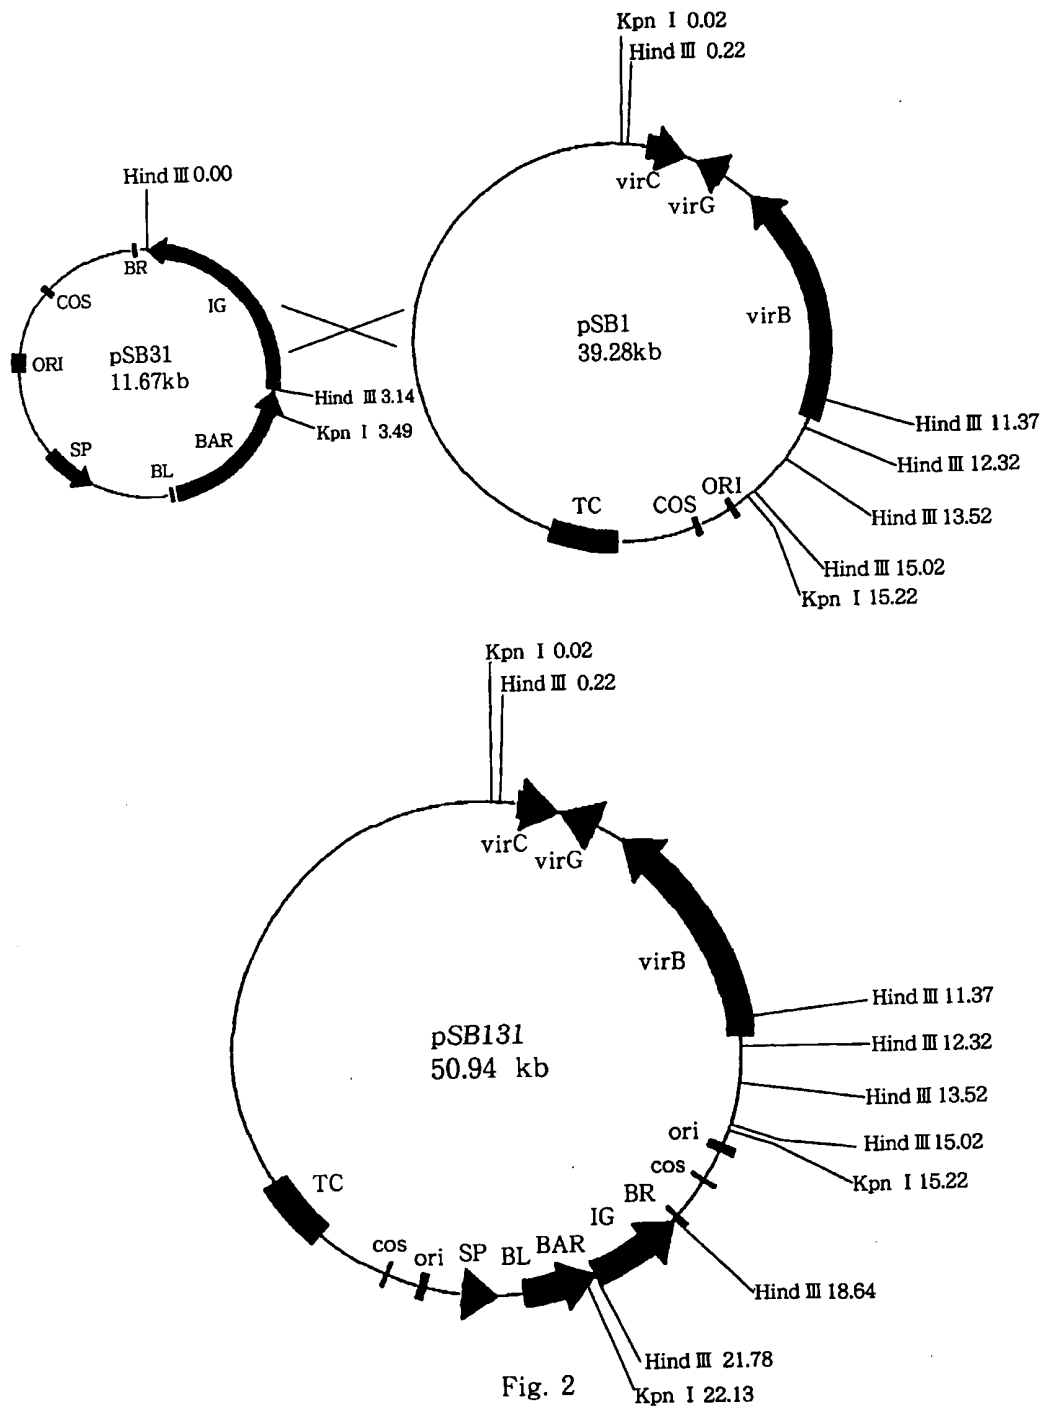 Kpn I 0.02
Hind III 0.22
virC
virG
virB
pSB1
39.28kb
Hind III 11.37
Hind III 12.32
Hind III 13.52
Hind III 15.02
Kpn I 15.22
ORI
COS
TC
Hind III 0.00
BR
COS
IG
ORI
pSB31
11.67kb
Hind III 3.14
Kpn I 3.49
BAR
SP
BL
Kpn I 0.02
Hind III 0.22
virC
virG
virB
pSB131
50.94 kb
Hind III 11.37
Hind III 12.32
Hind III 13.52
Hind III 15.02
Kpn I 15.22
ori
cos
BR
IG
BAR
BL
SP
ori
cos
TC
Hind III 18.64
Hind III 21.78
Kpn I 22.13
Fig. 2